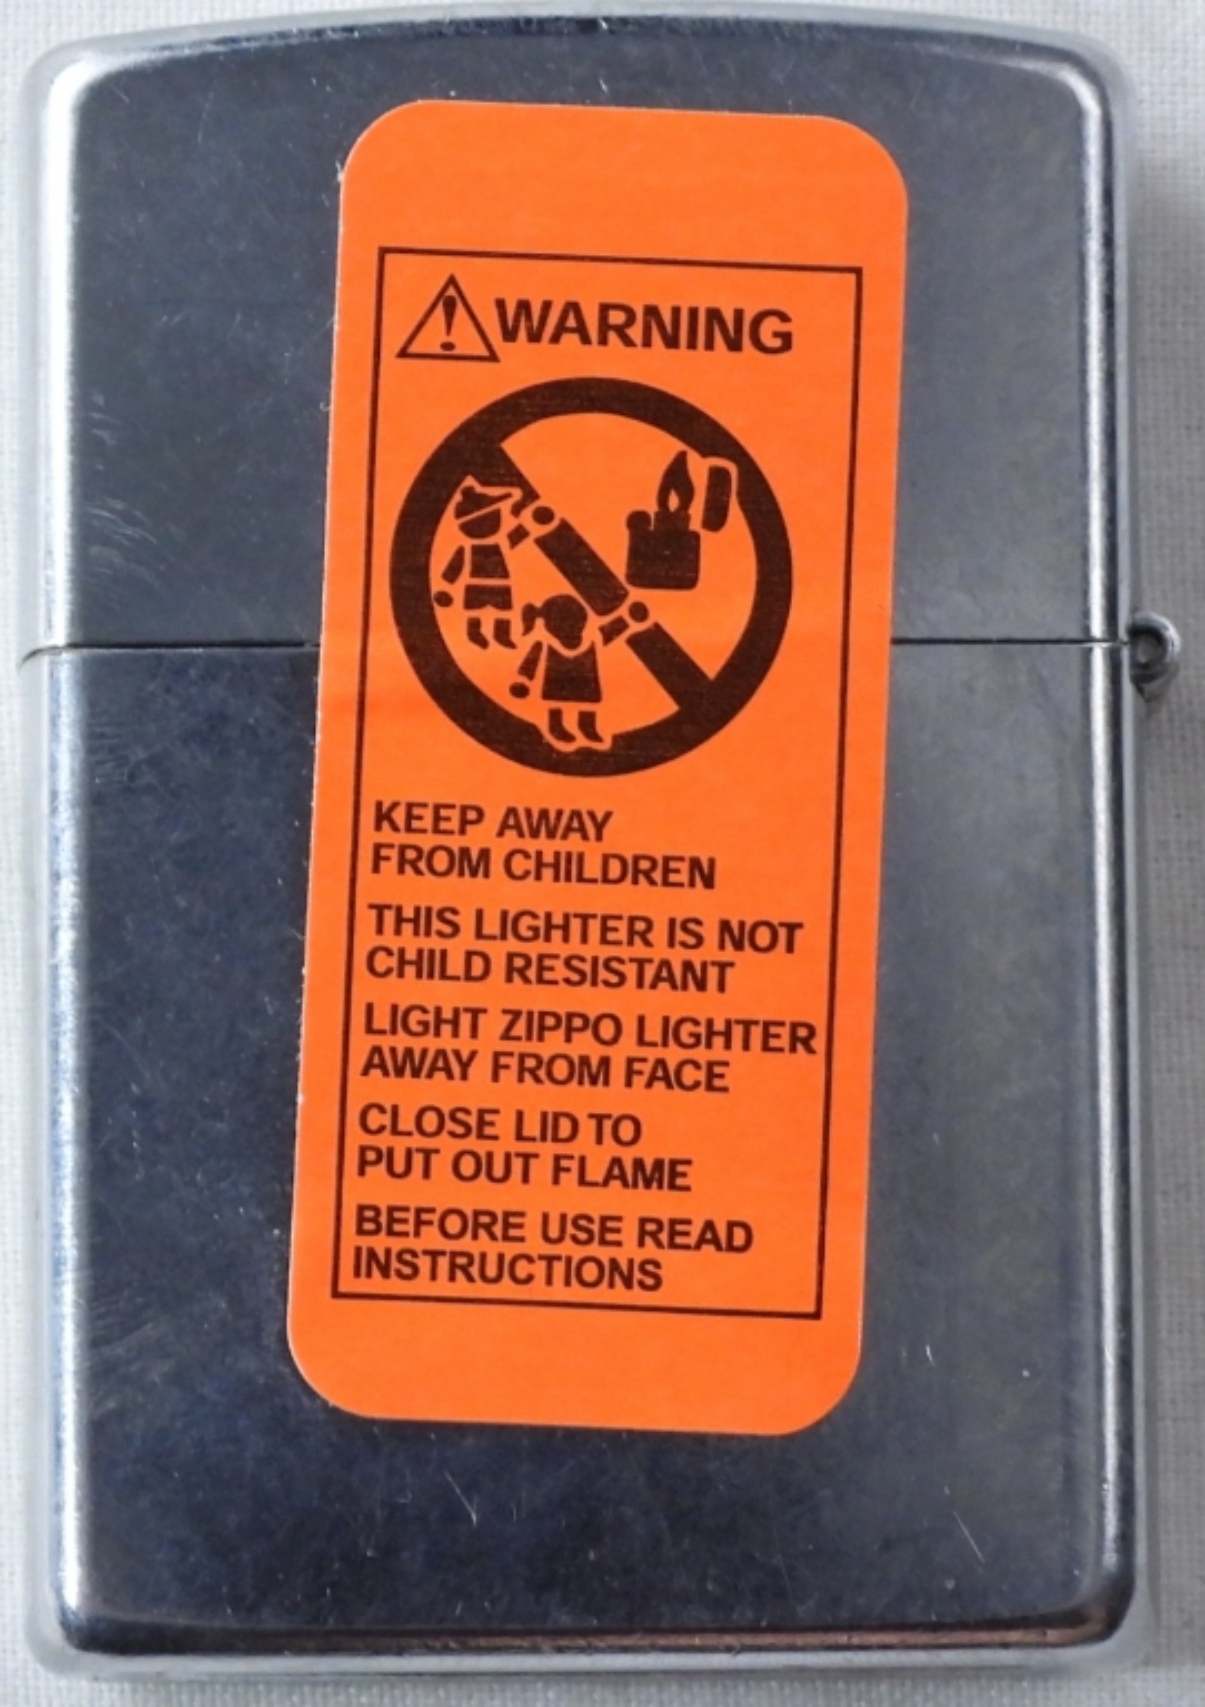 WARNING
KEEP AWAY
FROM CHILDREN
THIS LIGHTER IS NOT
CHILD RESISTANT
LIGHT ZIPPO LIGHTER
AWAY FROM FACE
CLOSE LID TO
PUT OUT FLAME
BEFORE USE READ
INSTRUCTIONS